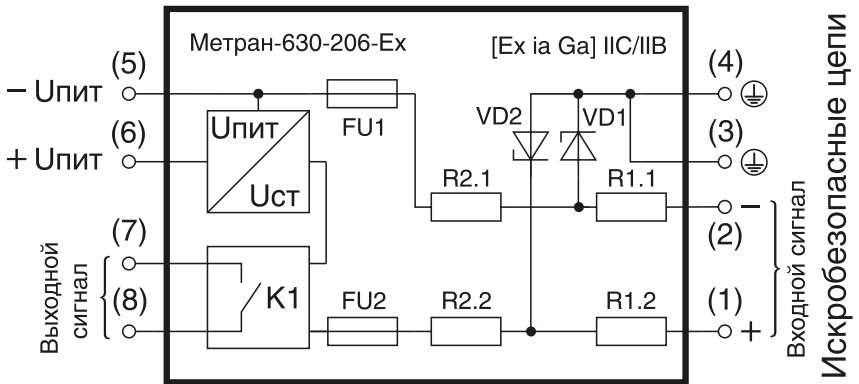 Метран-630-206-Ex
[Ex ia Ga] IIC/IIB
(5)
(4)
− Uпит
FU1
VD2
VD1
(6)
Uпит
(3)
+ Uпит
Uст
R2.1
R1.1
−
(7)
(2)
Выходной
сигнал
K1
(8)
FU2
R2.2
R1.2
(1)
+
Входной сигнал
Искробезопасные цепи